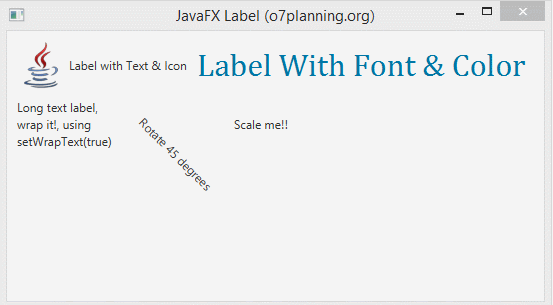 JavaFX Label (o7planning.org)
Label with Text & Icon
Label With Font & Color
Long text label,
wrap it!, using
setWrapText(true)
Rotate 45 degrees
Scale me!!